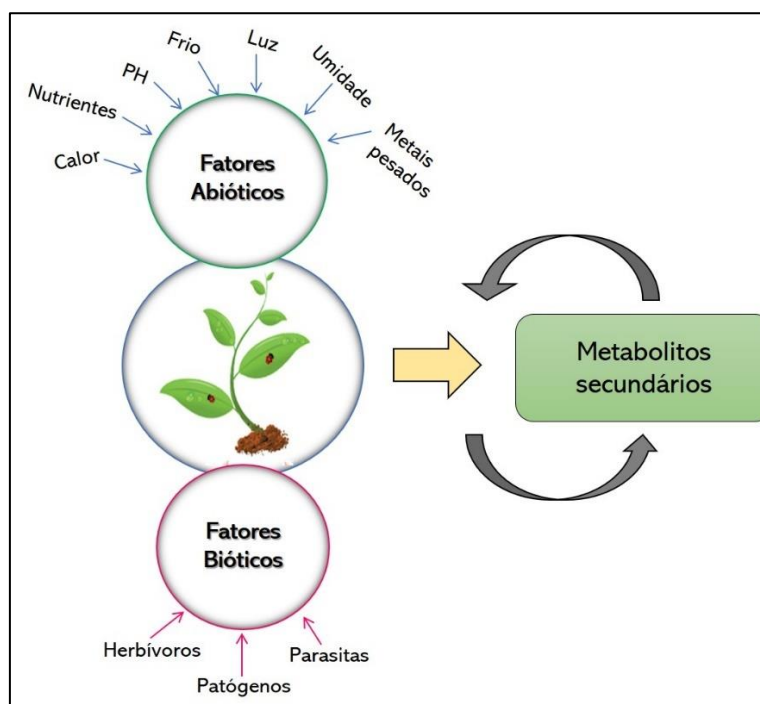 Frio
Luz
PH
Umidade
Nutrientes
Metais
pesados
Calor
Fatores
Abióticos
Metabolitos
secundários
Fatores
Bióticos
Herbívoros
Parasitas
Patógenos